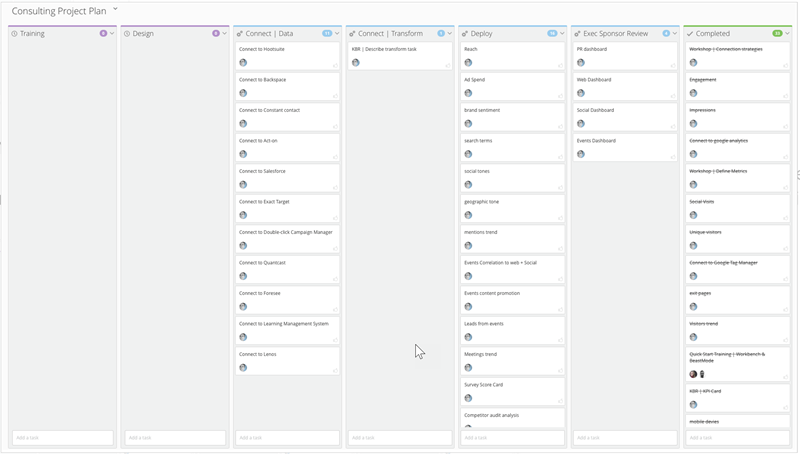 Consulting Project Plan
Training
Design
Connect | Data
Connect | Transform
Deploy
Exec Sponsor Review
Completed
Connect to Hootsuite
Connect to Backspace
Connect to Constant contact
Connect to Act-on
Connect to Salesforce
Connect to Exact Target
Connect to Double-click Campaign Manager
Connect to Quantcast
Connect to Foresee
Connect to Learning Management System
Connect to Lenos
Add a task
KBR | Describe transform task
Add a task
Reach
Ad Spend
brand sentiment
search terms
social tones
geographic tone
mentions trend
Events Correlation to web + Social
Events content promotion
Leads from events
Meetings trend
Survey Score Card
Competitor audit analysis
Add a task
PR dashboard
Web Dashboard
Social Dashboard
Events Dashboard
Add a task
Workshop | Connection strategies
Engagement
Impressions
Connect to google analytics
Workshop | Define Metrics
Social Visits
Unique visitors
Connect to Google Tag Manager
exit pages
Visitors trend
Quick-Start Training | Workbench &
BeastMode
KBR | KPI Card
mobile devies
Add a task
Add a task
Add a task